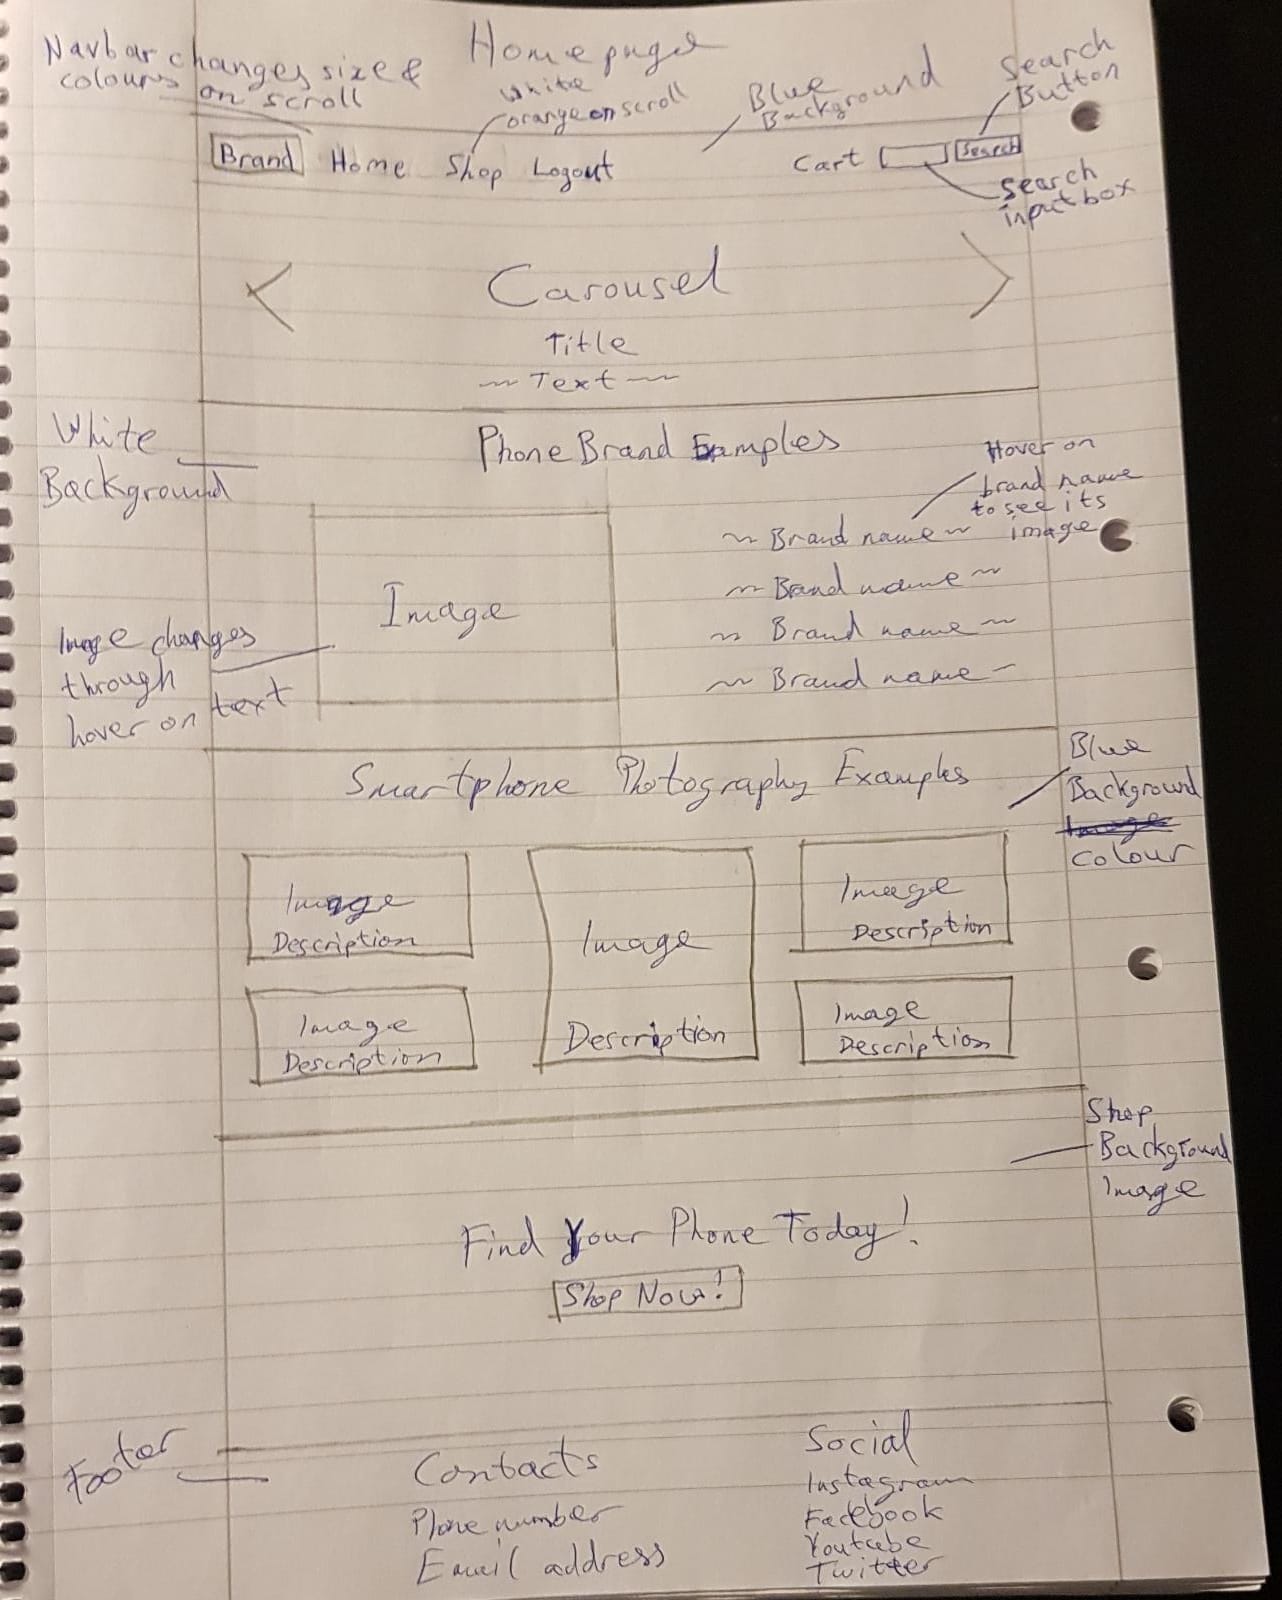 Homepage
Navbar changes size &
colours on scroll
White
orange on scroll
Blue
Background
Search
Button
Brand Home Shop Logout
Cart Search
Search
input box
< Carousel >
Title
~ Text ~
White
Background
Phone Brand Examples
Hover on
brand name
to see its
image
Image
~ Brand name ~
~ Brand name ~
~ Brand name ~
~ Brand name ~
Image changes
through
hover on text
Smartphone Photography Examples
Blue
Background
Image
colour
Image
Description
Image
Description
Image
Description
Image
Description
Image
Description
Shop
Background
Image
Find Your Phone Today!
Shop Now!
Footer
Contacts
Phone number
Email address
Social
Instagram
Facebook
Youtube
Twitter